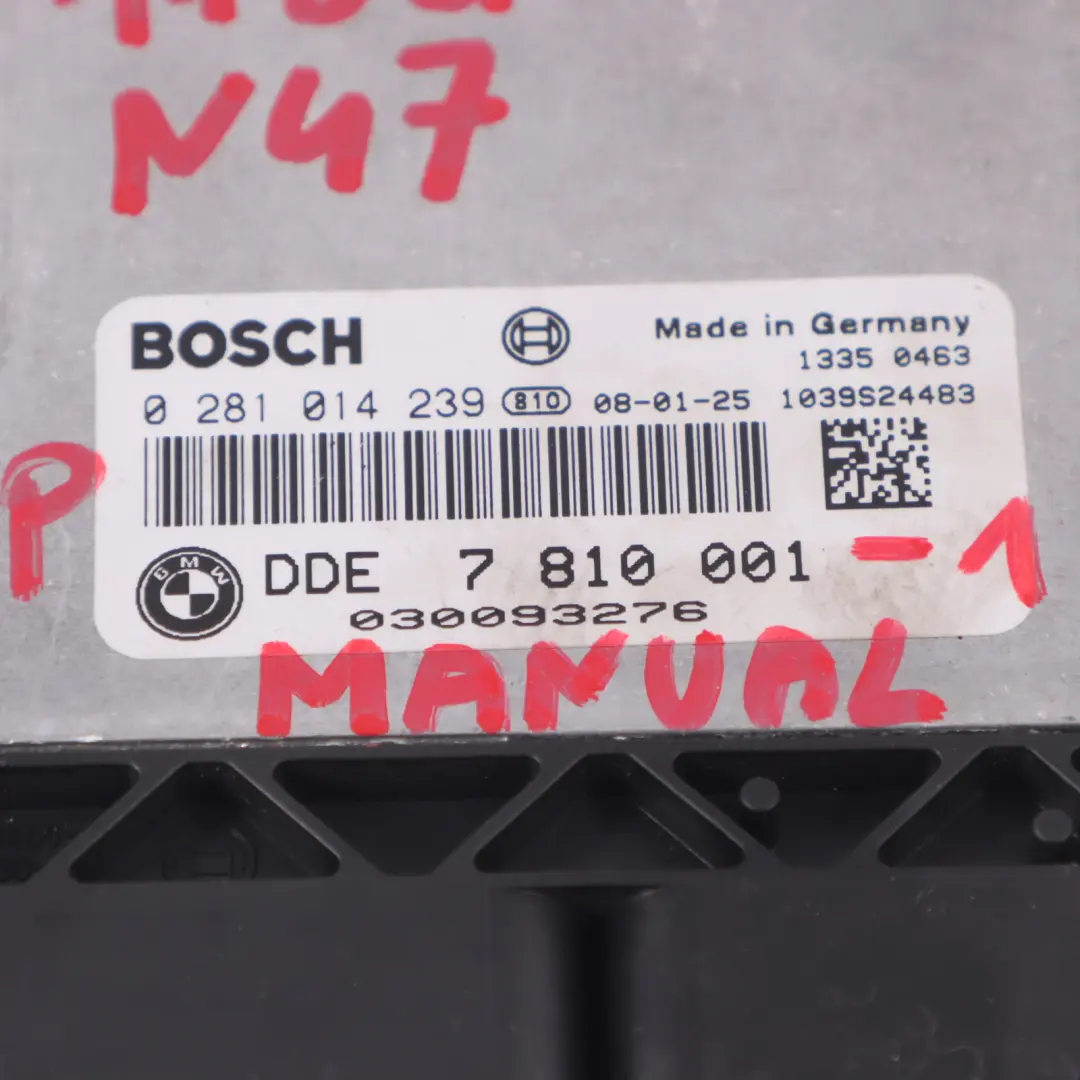 N47
BOSCH
Made in Germany
1335 0463
0 281 014 239 810 08-01-25 1039S24483
P
BMW DDE 7 810 001 -1
030093276
MANUAL